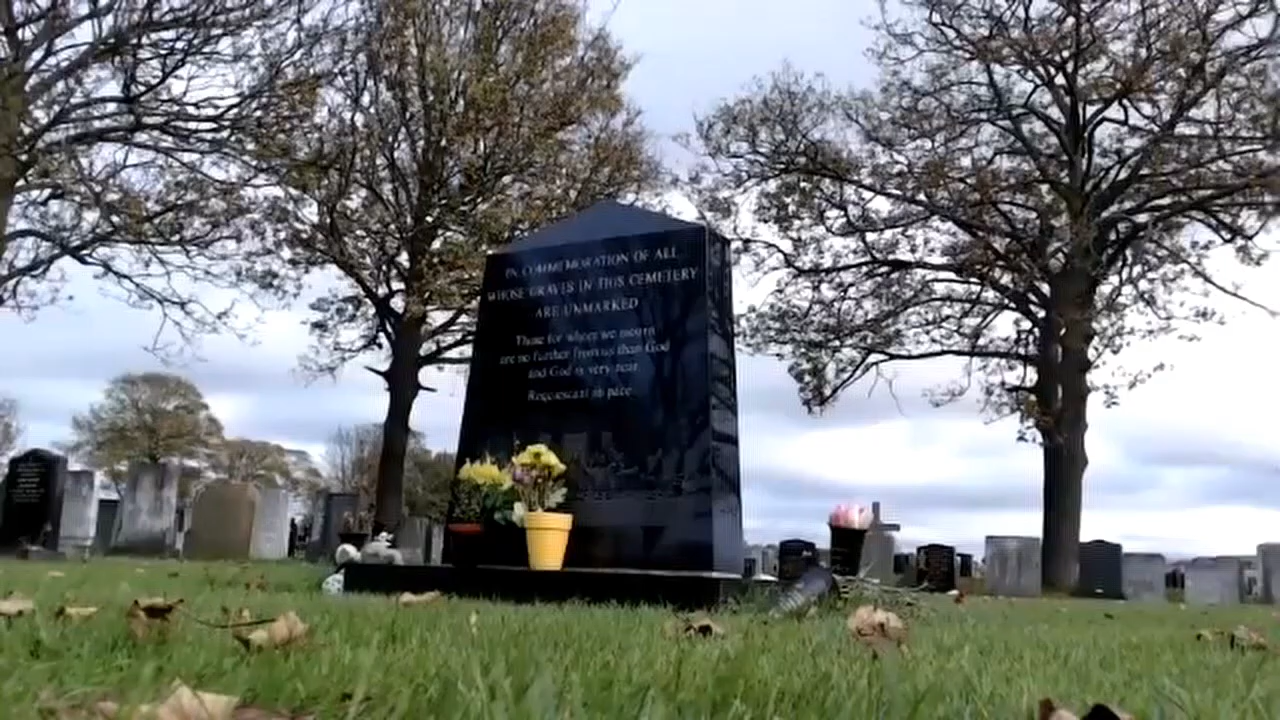 IN COMMEMORATION OF ALL
WHOSE GRAVES IN THIS CEMETERY
ARE UNMARKED
Those for whom we mourn
are no further from us than God
and God is very near.
Requiescant in pace.